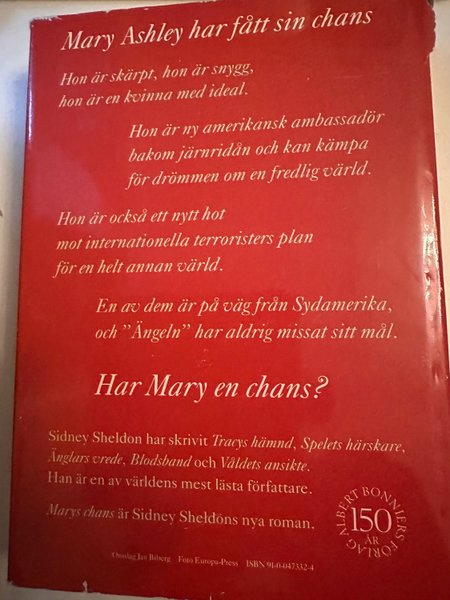 Mary Ashley har fått sin chans
Hon är skärpt, hon är snygg,
hon är en kvinna med ideal.
Hon är ny amerikansk ambassadör
bakom järnridån och kan kämpa
för drömmen om en fredlig värld.
Hon är också ett nytt hot
mot internationella terroristers plan
för en helt annan värld.
En av dem är på väg från Sydamerika,
och ”Ängeln” har aldrig missat sitt mål.
Har Mary en chans?
Sidney Sheldon har skrivit Tracys hämnd, Spelets härskare,
Änglars vrede, Blodsband och Våldets ansikte.
Han är en av världens mest lästa författare.
Marys chans är Sidney Sheldons nya roman.
ALBERT BONNIERS FÖRLAG
150
ÅR
Omslag Jan Biberg Foto Europa-Press ISBN 91-0-047332-4